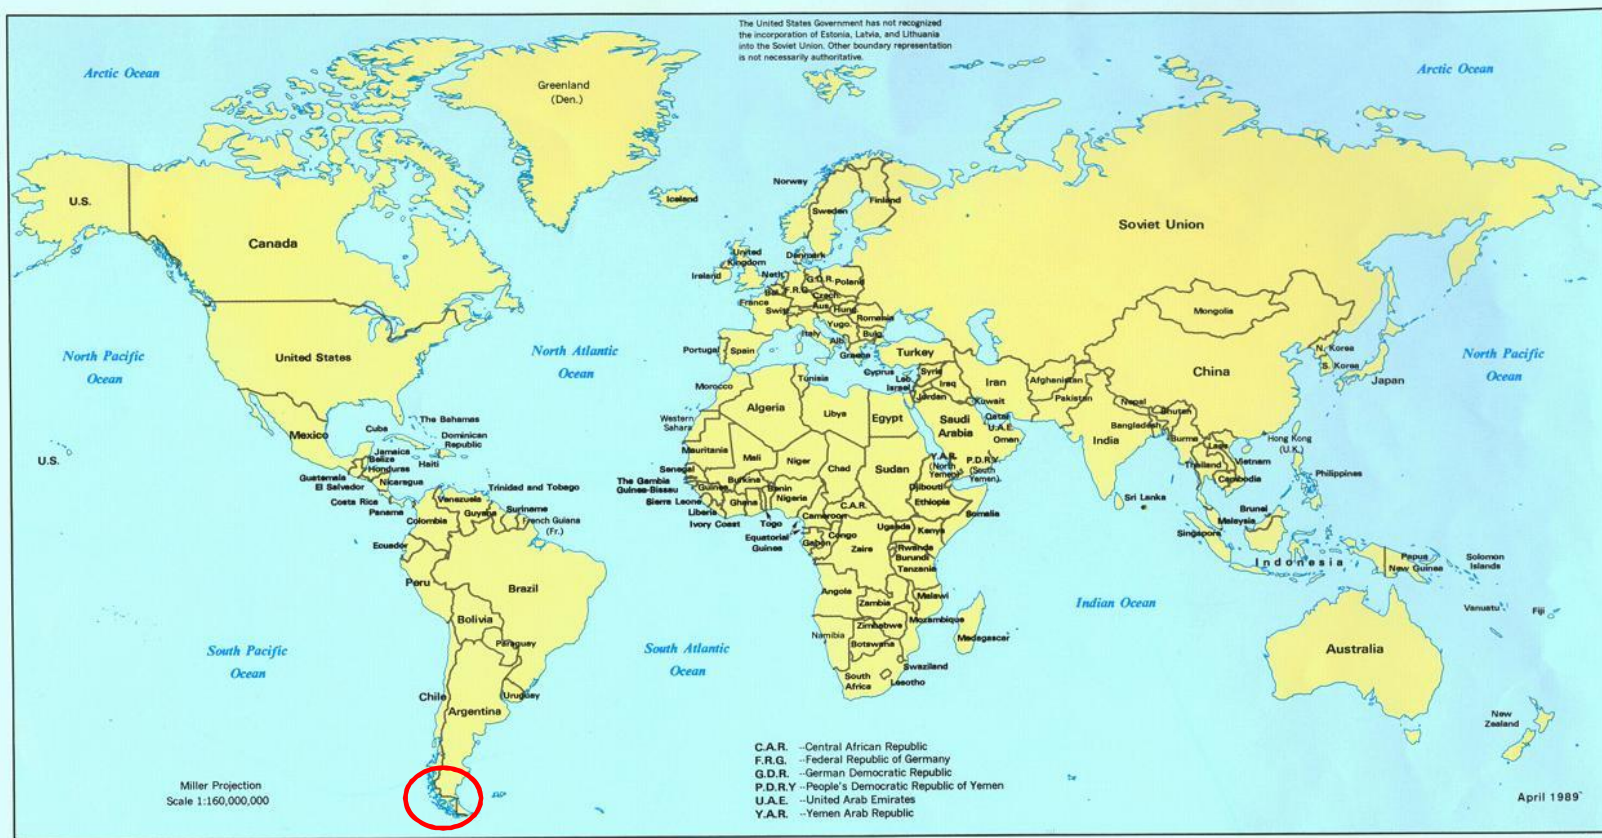 The United States Government has not recognized
the incorporation of Estonia, Latvia, and Lithuania
into the Soviet Union. Other boundary representation
is not necessarily authoritative.
Arctic Ocean
Arctic Ocean
Greenland
(Den.)
Norway
Iceland
Finland
Sweden
U.S.
Soviet Union
Canada
United
Kingdom
Denmark
Ireland
Neth.
G.D.R.
Poland
Bel.
F.R.G.
Czech.
France
Aus.
Hung.
Switz.
Romania
Mongolia
Yugo.
Italy
Bulg.
Alb.
North Pacific
Ocean
United States
North Atlantic
Ocean
Portugal
Spain
Greece
Turkey
N. Korea
S. Korea
Japan
North Pacific
Ocean
China
Tunisia
Cyprus
Leb.
Israel
Syria
Iraq
Iran
Afghanistan
Morocco
Jordan
Kuwait
Pakistan
Nepal
Bhutan
Algeria
Libya
Egypt
Saudi
Arabia
Qatar
U.A.E.
Oman
Bangladesh
India
Burma
Laos
Hong Kong
(U.K.)
Western
Sahara
The Bahamas
Cuba
Mexico
Dominican
Republic
U.S.
Jamaica
Belize
Honduras
Haiti
Guatemala
El Salvador
Nicaragua
Costa Rica
Panama
Trinidad and Tobago
Mauritania
Mali
Niger
Chad
Sudan
Y.A.R.
(North
Yemen)
P.D.R.Y.
(South
Yemen)
Thailand
Vietnam
Cambodia
Philippines
Senegal
The Gambia
Guinea-Bissau
Guinea
Burkina
Benin
Nigeria
Djibouti
Ethiopia
Sierra Leone
Liberia
Ivory Coast
Ghana
Togo
C.A.R.
Cameroon
Somalia
Sri Lanka
Venezuela
Guyana
Suriname
French Guiana
(Fr.)
Colombia
Ecuador
Equatorial
Guinea
Gabon
Congo
Zaire
Uganda
Kenya
Rwanda
Burundi
Tanzania
Brunei
Malaysia
Singapore
Indonesia
Papua
New Guinea
Solomon
Islands
Peru
Brazil
Angola
Zambia
Malawi
Indian Ocean
Vanuatu
Fiji
Bolivia
Zimbabwe
Mozambique
Madagascar
Namibia
Botswana
Paraguay
South Pacific
Ocean
South Atlantic
Ocean
Australia
Swaziland
South
Africa
Lesotho
Chile
Uruguay
Argentina
New
Zealand
C.A.R. --Central African Republic
F.R.G. --Federal Republic of Germany
G.D.R. --German Democratic Republic
P.D.R.Y --People's Democratic Republic of Yemen
U.A.E. --United Arab Emirates
Y.A.R. --Yemen Arab Republic
Miller Projection
Scale 1:160,000,000
April 1989